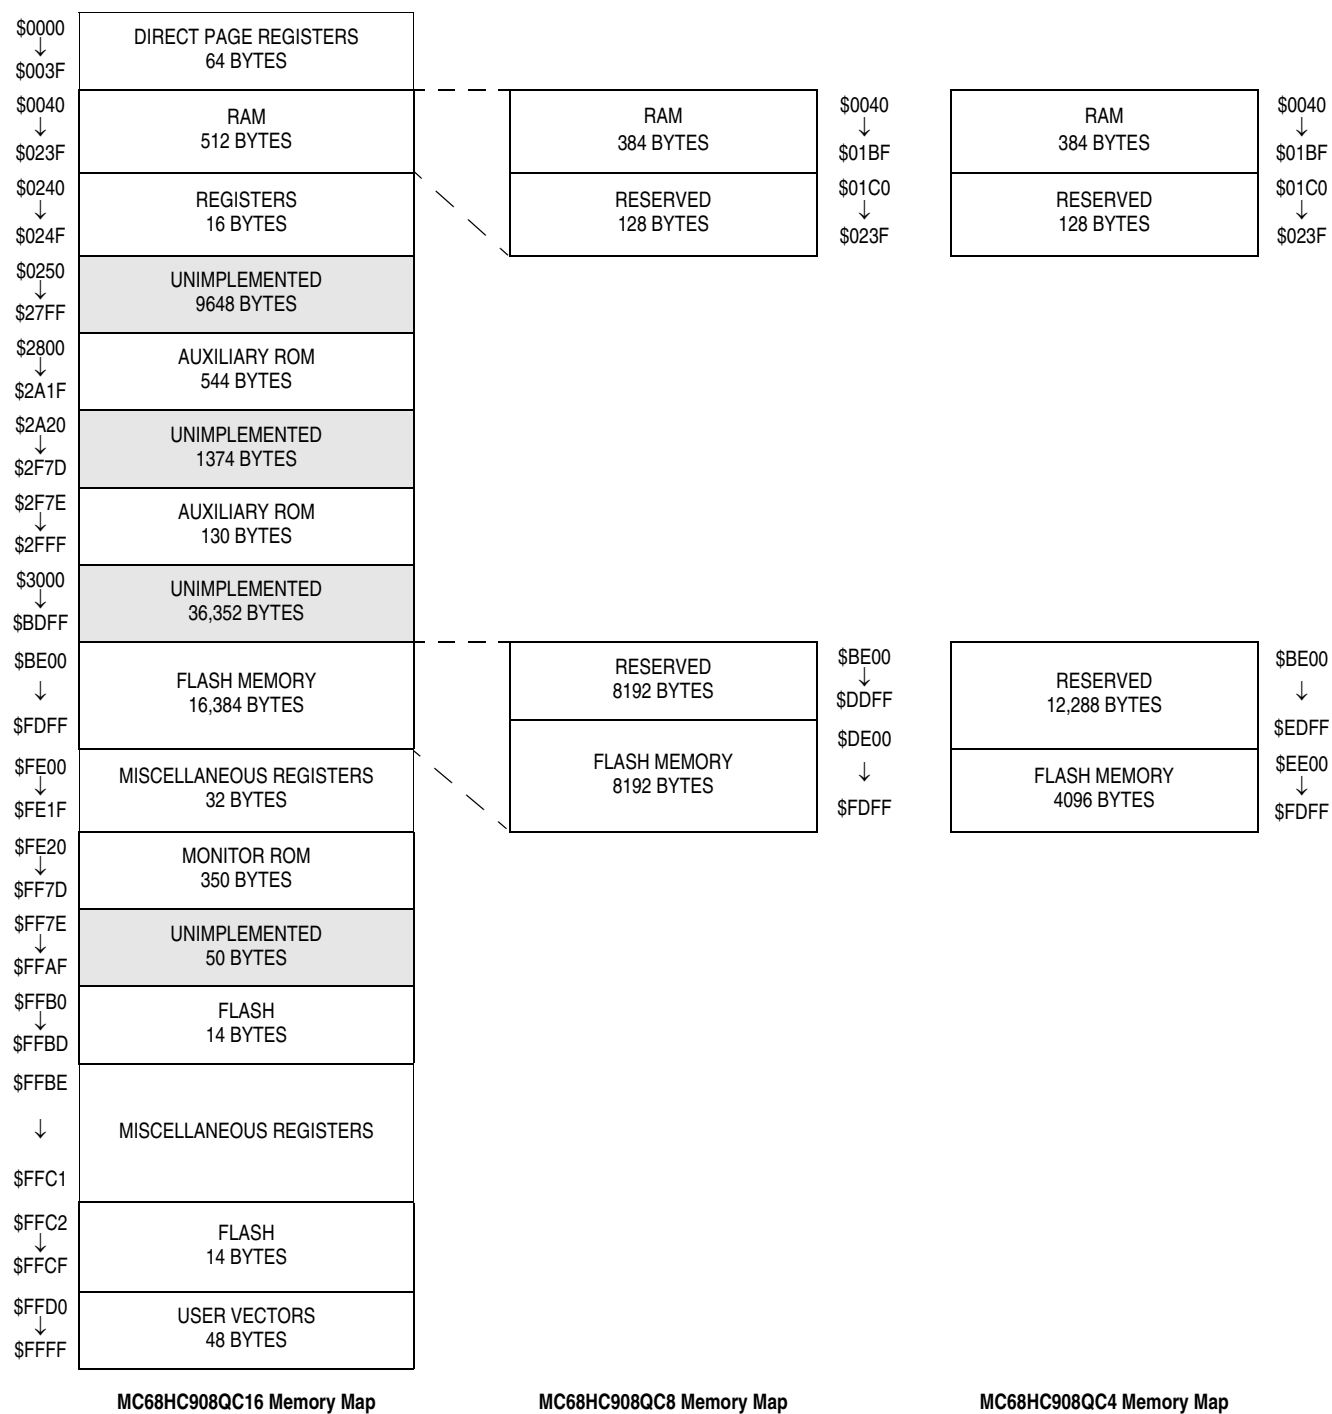 $0000
↓
$003F
DIRECT PAGE REGISTERS
64 BYTES
$0040
↓
$023F
RAM
512 BYTES
RAM
384 BYTES
$0040
↓
$01BF
RAM
384 BYTES
$0040
↓
$01BF
$0240
↓
$024F
REGISTERS
16 BYTES
RESERVED
128 BYTES
$01C0
↓
$023F
RESERVED
128 BYTES
$01C0
↓
$023F
$0250
↓
$27FF
UNIMPLEMENTED
9648 BYTES
$2800
↓
$2A1F
AUXILIARY ROM
544 BYTES
$2A20
↓
$2F7D
UNIMPLEMENTED
1374 BYTES
$2F7E
↓
$2FFF
AUXILIARY ROM
130 BYTES
$3000
↓
$BDFF
UNIMPLEMENTED
36,352 BYTES
$BE00
↓
$FDFF
FLASH MEMORY
16,384 BYTES
RESERVED
8192 BYTES
$BE00
↓
$DDFF
RESERVED
12,288 BYTES
$BE00
↓
$EDFF
$FE00
↓
$FE1F
MISCELLANEOUS REGISTERS
32 BYTES
FLASH MEMORY
8192 BYTES
$DE00
↓
$FDFF
FLASH MEMORY
4096 BYTES
$EE00
↓
$FDFF
$FE20
↓
$FF7D
MONITOR ROM
350 BYTES
$FF7E
↓
$FFAF
UNIMPLEMENTED
50 BYTES
$FFB0
↓
$FFBD
FLASH
14 BYTES
$FFBE
↓
$FFC1
MISCELLANEOUS REGISTERS
$FFC2
↓
$FFCF
FLASH
14 BYTES
$FFD0
↓
$FFFF
USER VECTORS
48 BYTES
MC68HC908QC16 Memory Map
MC68HC908QC8 Memory Map
MC68HC908QC4 Memory Map